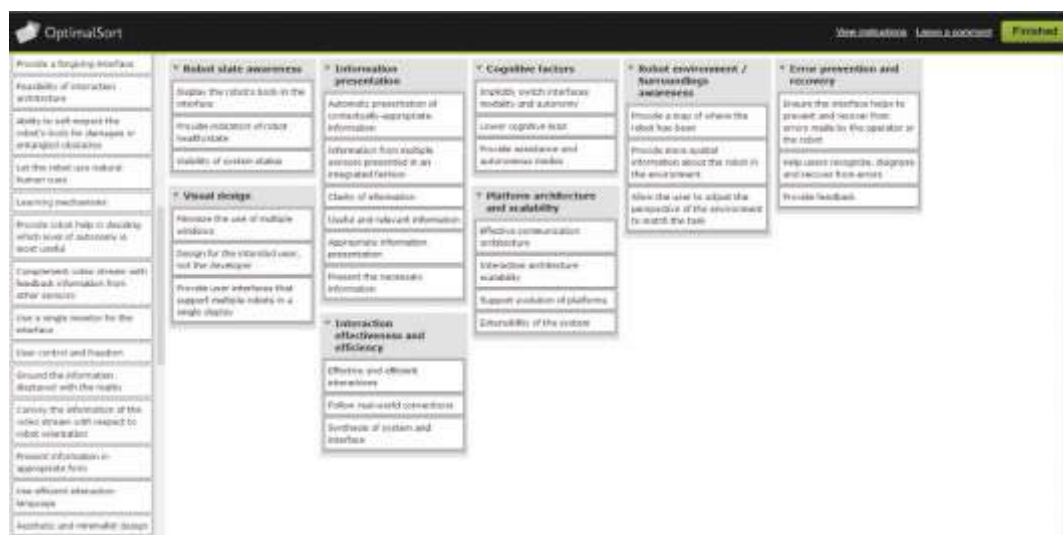 OptimalSort
View instructions
Leave a comment
Finished
Provide a forgiving interface
Feasibility of interaction
architecture
Ability to self-inspect the
robot's body for damages or
entangled obstacles
Let the robot use natural
human cues
Learning mechanisms
Provide robot help in deciding
which level of autonomy is
most useful
Complement video stream with
feedback information from
other sensors
Use a single monitor for the
interface
User control and freedom
Ground the information
displayed with the reality
Convey the information of the
video stream with respect to
robot orientation
Present information in
appropriate form
Use efficient interaction
language
Aesthetic and minimalist design
Robot state awareness
Display the robot's body in the
interface
Provide indication of robot
health/state
Visibility of system status
Visual design
Minimize the use of multiple
windows
Design for the intended user,
not the developer
Provide user interfaces that
support multiple robots in a
single display
Information
presentation
Automatic presentation of
contextually-appropriate
information
Information from multiple
sensors presented in an
integrated fashion
Clarity of information
Useful and relevant information
Appropriate information
presentation
Present the necessary
information
Interaction
effectiveness and
efficiency
Effective and efficient
interactions
Follow real-world conventions
Synthesis of system and
interface
Cognitive factors
Implicitly switch interfaces
modality and autonomy
Lower cognitive load
Provide assistance and
autonomous modes
Platform architecture
and scalability
Effective communication
architecture
Interaction architecture
scalability
Support evolution of platforms
Extensibility of the system
Robot environment /
Surroundings
awareness
Provide a map of where the
robot has been
Provide more spatial
information about the robot in
the environment
Allow the user to adjust the
perspective of the environment
to match the task
Error prevention and
recovery
Ensure the interface helps to
prevent and recover from
errors made by the operator or
the robot
Help users recognize, diagnose
and recover from errors
Provide feedback